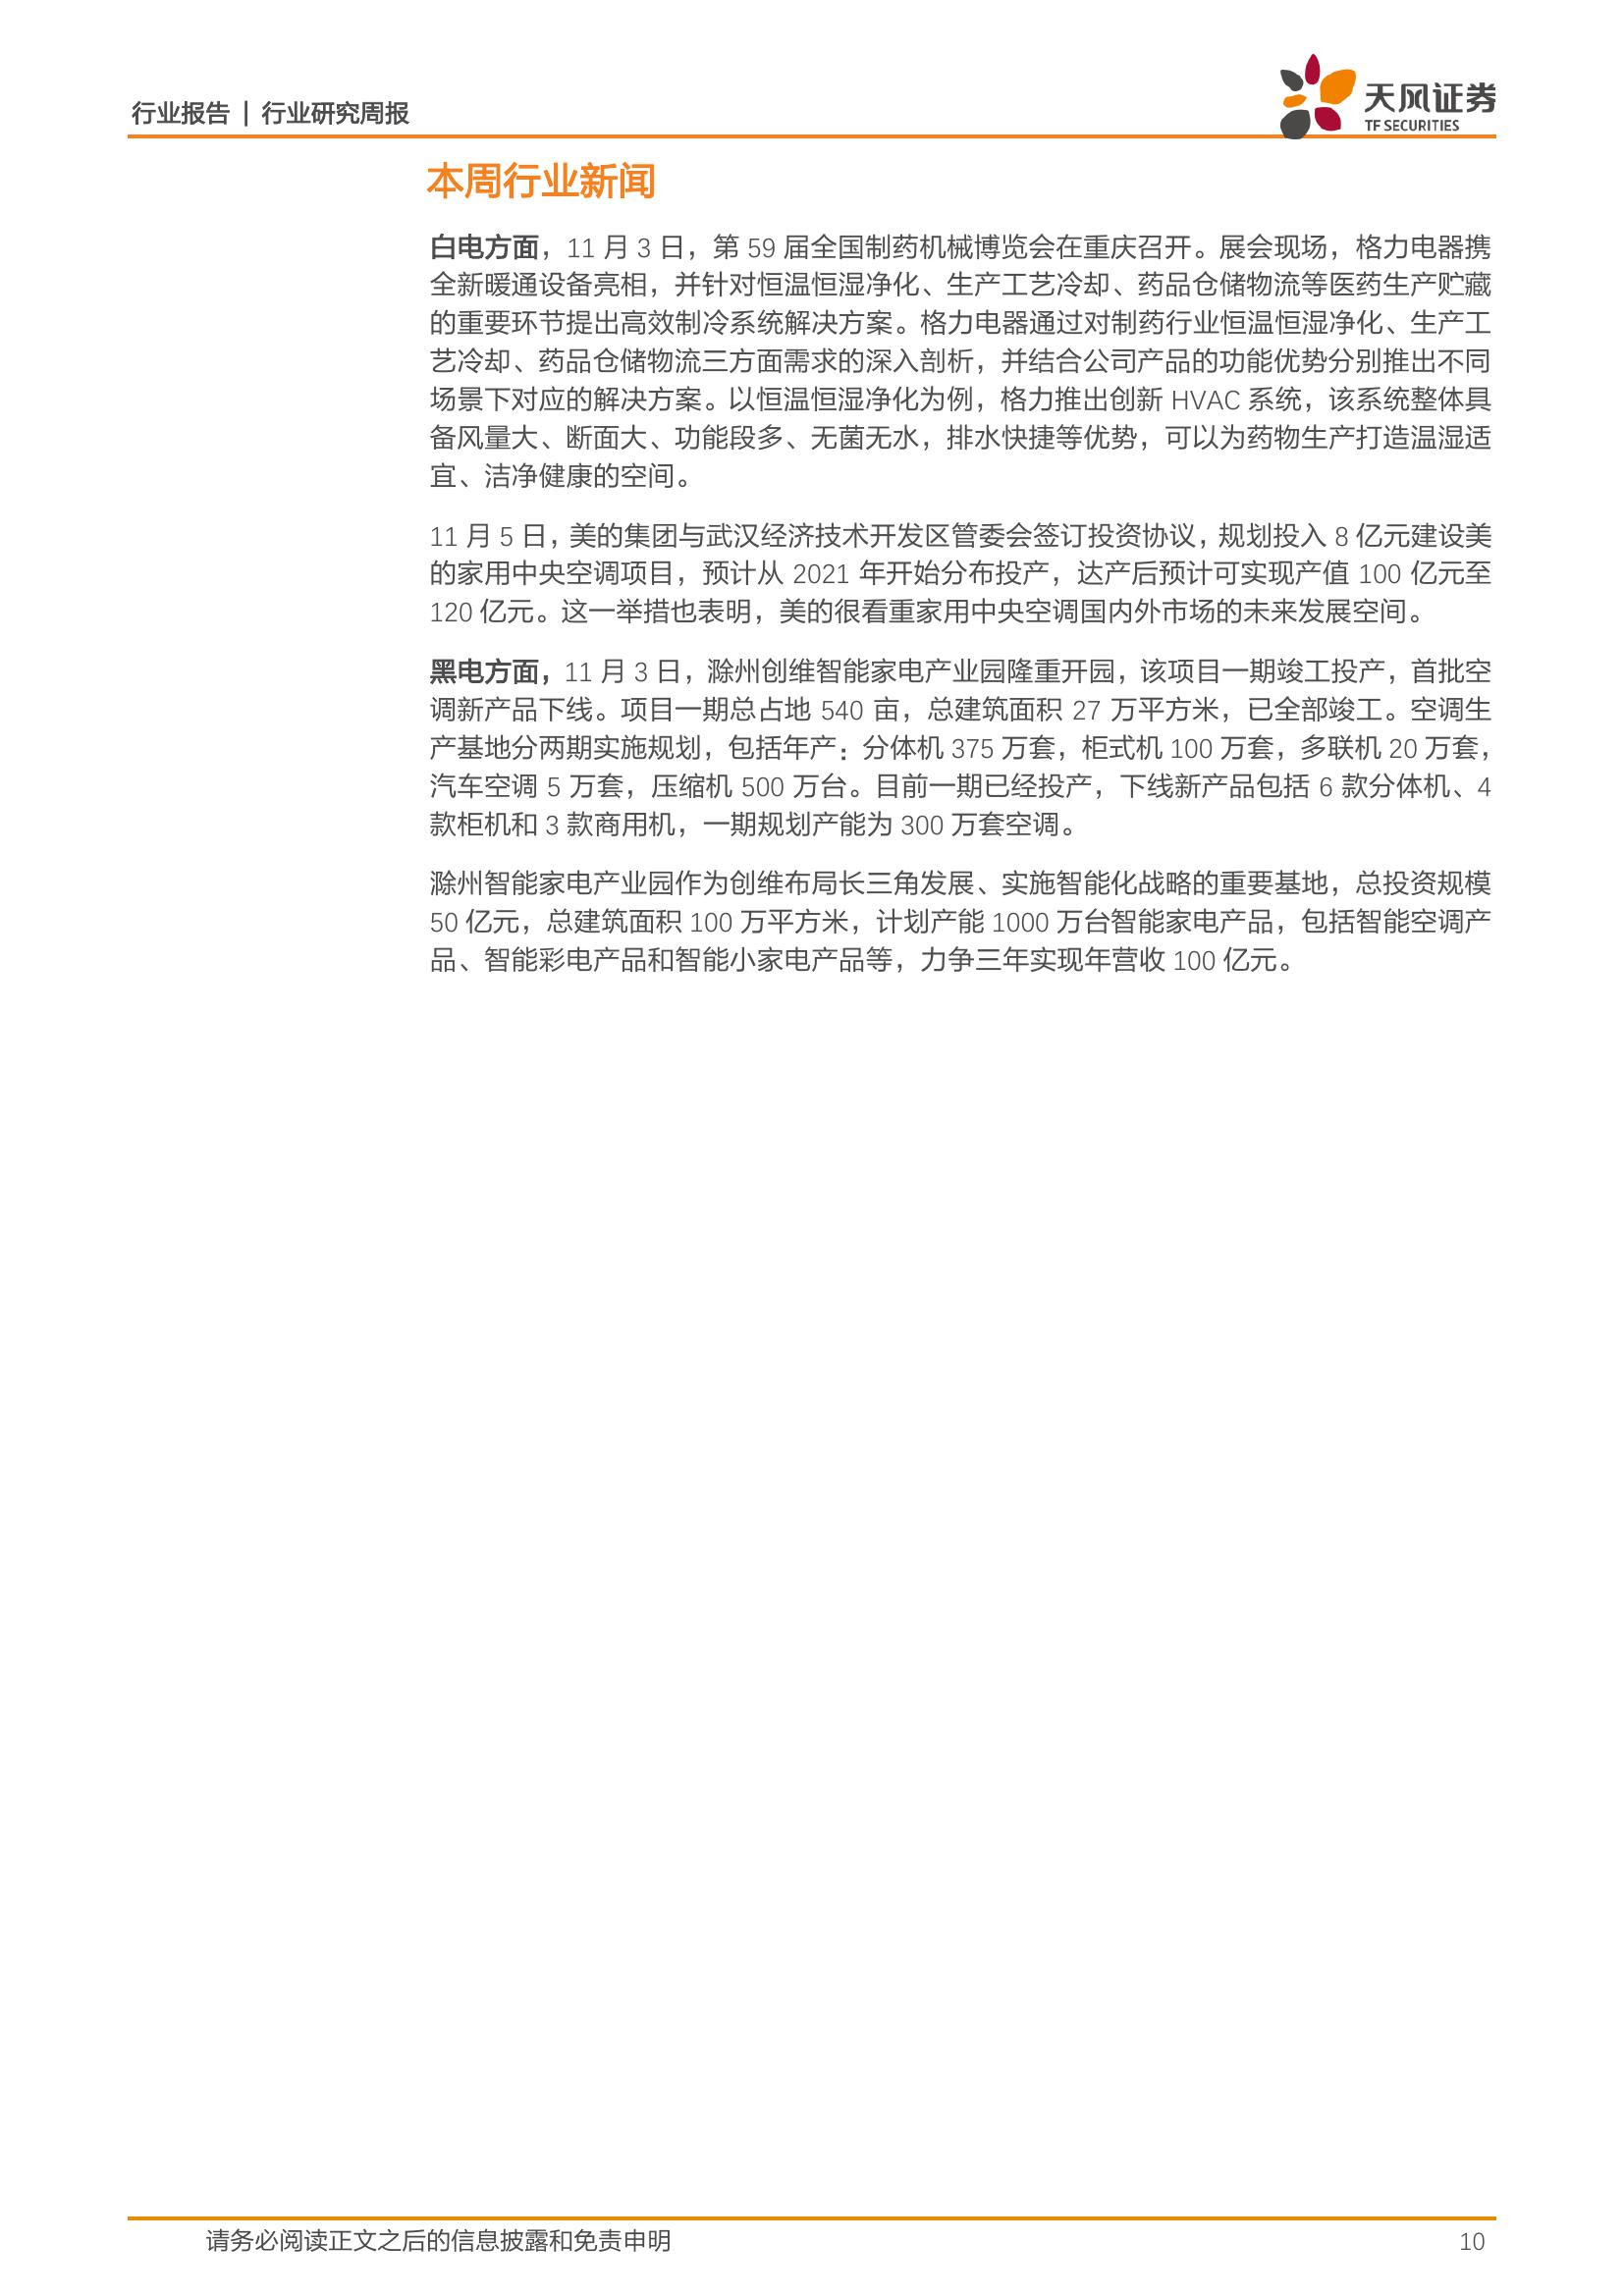 行业报告 | 行业研究周报
天风证券
TF SECURITIES
本周行业新闻
白电方面，11 月 3 日，第 59 届全国制药机械博览会在重庆召开。展会现场，格力电器携
全新暖通设备亮相，并针对恒温恒湿净化、生产工艺冷却、药品仓储物流等医药生产贮藏
的重要环节提出高效制冷系统解决方案。格力电器通过对制药行业恒温恒湿净化、生产工
艺冷却、药品仓储物流三方面需求的深入剖析，并结合公司产品的功能优势分别推出不同
场景下对应的解决方案。以恒温恒湿净化为例，格力推出创新 HVAC 系统，该系统整体具
备风量大、断面大、功能段多、无菌无水，排水快捷等优势，可以为药物生产打造温湿适
宜、洁净健康的空间。
11 月 5 日，美的集团与武汉经济技术开发区管委会签订投资协议，规划投入 8 亿元建设美
的家用中央空调项目，预计从 2021 年开始分布投产，达产后预计可实现产值 100 亿元至
120 亿元。这一举措也表明，美的很看重家用中央空调国内外市场的未来发展空间。
黑电方面，11 月 3 日，滁州创维智能家电产业园隆重开园，该项目一期竣工投产，首批空
调新产品下线。项目一期总占地 540 亩，总建筑面积 27 万平方米，已全部竣工。空调生
产基地分两期实施规划，包括年产：分体机 375 万套，柜式机 100 万套，多联机 20 万套，
汽车空调 5 万套，压缩机 500 万台。目前一期已经投产，下线新产品包括 6 款分体机、4
款柜机和 3 款商用机，一期规划产能为 300 万套空调。
滁州智能家电产业园作为创维布局长三角发展、实施智能化战略的重要基地，总投资规模
50 亿元，总建筑面积 100 万平方米，计划产能 1000 万台智能家电产品，包括智能空调产
品、智能彩电产品和智能小家电产品等，力争三年实现年营收 100 亿元。
请务必阅读正文之后的信息披露和免责申明
10